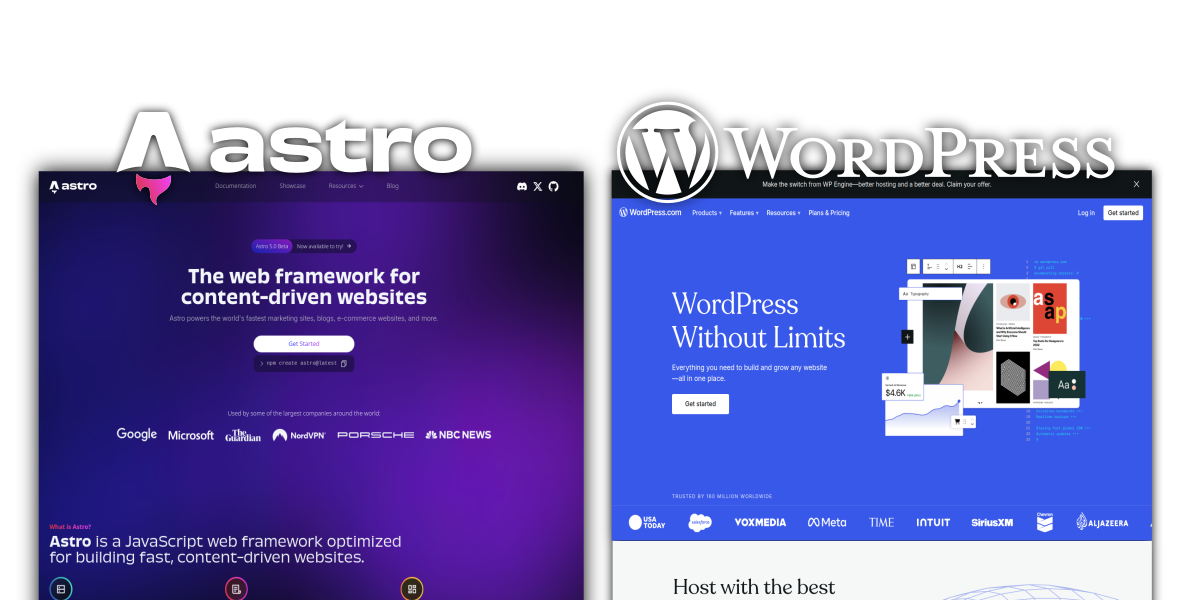 astro
WORDPRESS
astro
Documentation
Showcase
Resources
Blog
Astro 5.0 Beta
Now available to try!
The web framework for
content-driven websites
Astro powers the world's fastest marketing sites, blogs, e-commerce websites, and more.
Get Started
> npm create astro@latest
Used by some of the largest companies around the world:
Google
Microsoft
The Guardian
NordVPN
PORSCHE
NBC NEWS
What is Astro?
Astro is a JavaScript web framework optimized
for building fast, content-driven websites.
Make the switch from WP Engine—better hosting and a better deal. Claim your offer.
X
WordPress.com
Products
Features
Resources
Plans & Pricing
Log In
Get started
WordPress
Without Limits
Everything you need to build and grow any website
—all in one place.
Get started
H3
Aa Typography
as
ap
$4.6K
Aa
TRUSTED BY 160 MILLION WORLDWIDE
USA TODAY
salesforce
VOXMEDIA
Meta
TIME
INTUIT
SiriusXM
Chevron
ALJAZEERA
Host with the best